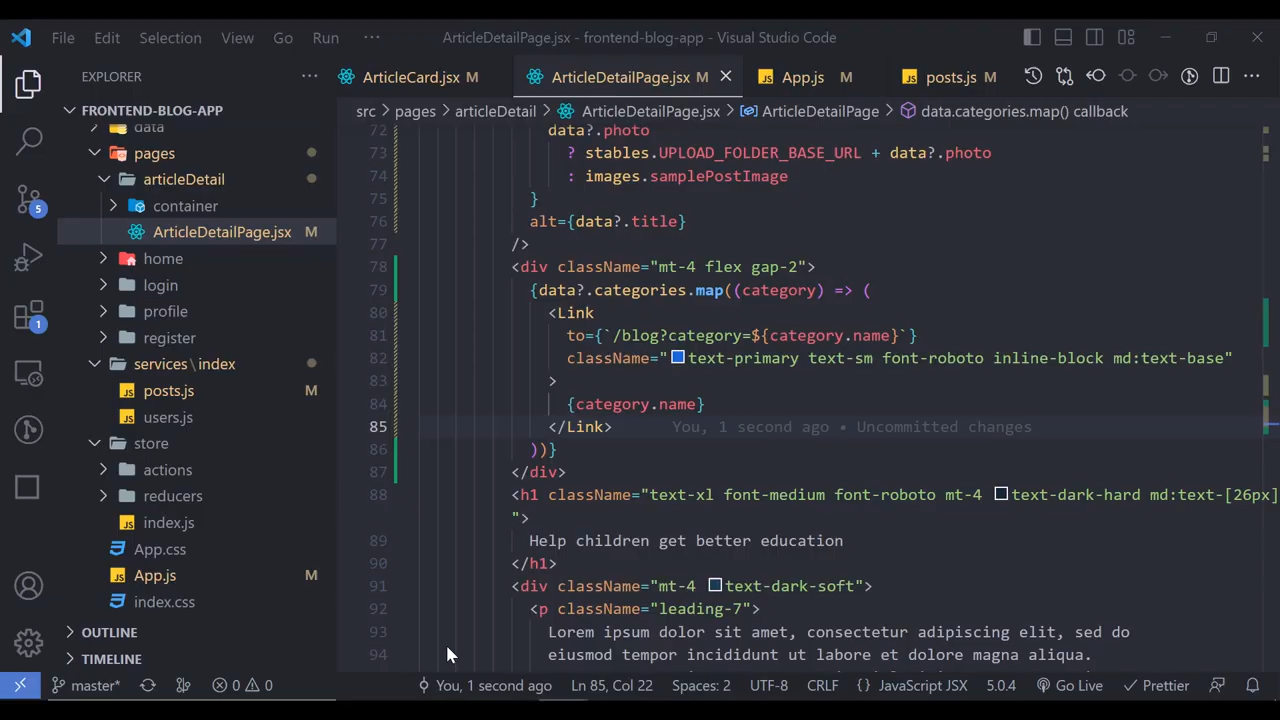 File Edit Selection View Go Run ··· ArticleDetailPage.jsx - frontend-blog-app - Visual Studio Code
EXPLORER ···
ArticleCard.jsx M ArticleDetailPage.jsx M App.js M posts.js M ···
FRONTEND-BLOG-APP
src > pages > articleDetail > ArticleDetailPage.jsx > ArticleDetailPage > data.categories.map() callback
data
pages
articleDetail
container
ArticleDetailPage.jsx M
home
login
profile
register
services\index
posts.js M
users.js
store
actions
reducers
index.js
App.css
App.js M
index.css
OUTLINE
TIMELINE
5
1
72 data?.photo
73 ? stables.UPLOAD_FOLDER_BASE_URL + data?.photo
74 : images.samplePostImage
75 }
76 alt={data?.title}
77 />
78 <div className="mt-4 flex gap-2">
79 {data?.categories.map((category) => (
80 <Link
81 to={`/blog?category=${category.name}`}
82 className="text-primary text-sm font-roboto inline-block md:text-base"
83 >
84 {category.name}
85 </Link> You, 1 second ago • Uncommitted changes
86 ))}
87 </div>
88 <h1 className="text-xl font-medium font-roboto mt-4 text-dark-hard md:text-[26px]
">
89 Help children get better education
90 </h1>
91 <div className="mt-4 text-dark-soft">
92 <p className="leading-7">
93 Lorem ipsum dolor sit amet, consectetur adipiscing elit, sed do
94 eiusmod tempor incididunt ut labore et dolore magna aliqua.
master* 0 0 You, 1 second ago Ln 85, Col 22 Spaces: 2 UTF-8 CRLF {} JavaScript JSX 5.0.4 Go Live Prettier